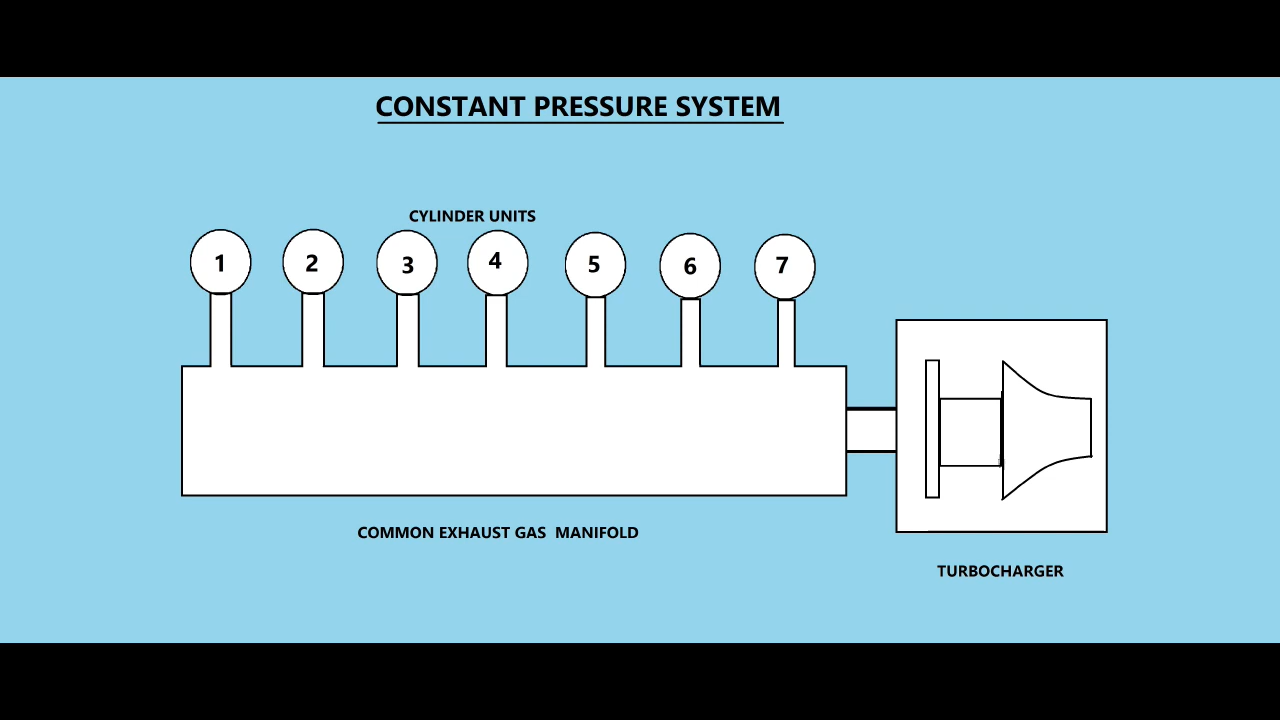 CONSTANT PRESSURE SYSTEM
CYLINDER UNITS
1 2 3 4 5 6 7
COMMON EXHAUST GAS MANIFOLD
TURBOCHARGER